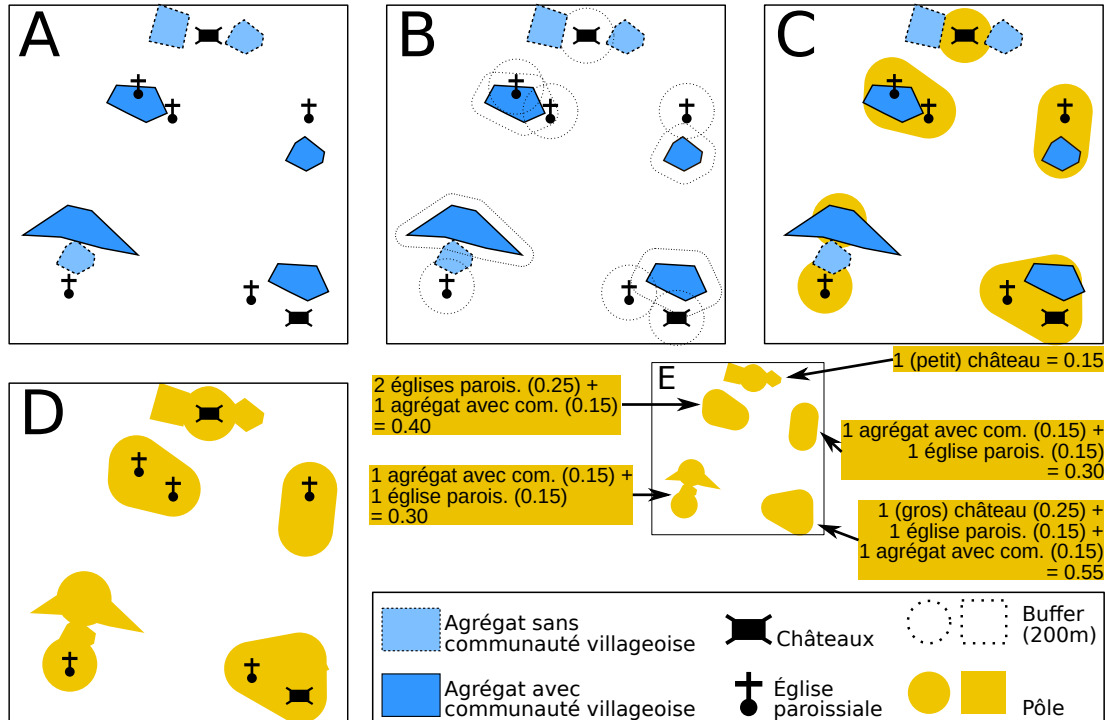 A
B
C
D
E
1 (petit) château = 0.15
2 églises parois. (0.25) +
1 agrégat avec com. (0.15)
= 0.40
1 agrégat avec com. (0.15) +
1 église parois. (0.15)
= 0.30
1 agrégat avec com. (0.15) +
1 église parois. (0.15)
= 0.30
1 (gros) château (0.25) +
1 église parois. (0.15) +
1 agrégat avec com. (0.15)
= 0.55
Agrégat sans
communauté villageoise
Châteaux
Buffer
(200m)
Agrégat avec
communauté villageoise
Église
paroissiale
Pôle